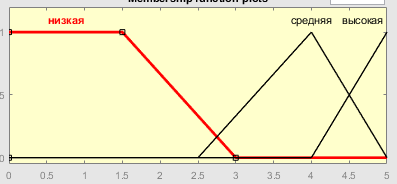 Membership function plots
низкая средняя высокая
1
5
0
0 0.5 1 1.5 2 2.5 3 3.5 4 4.5 5